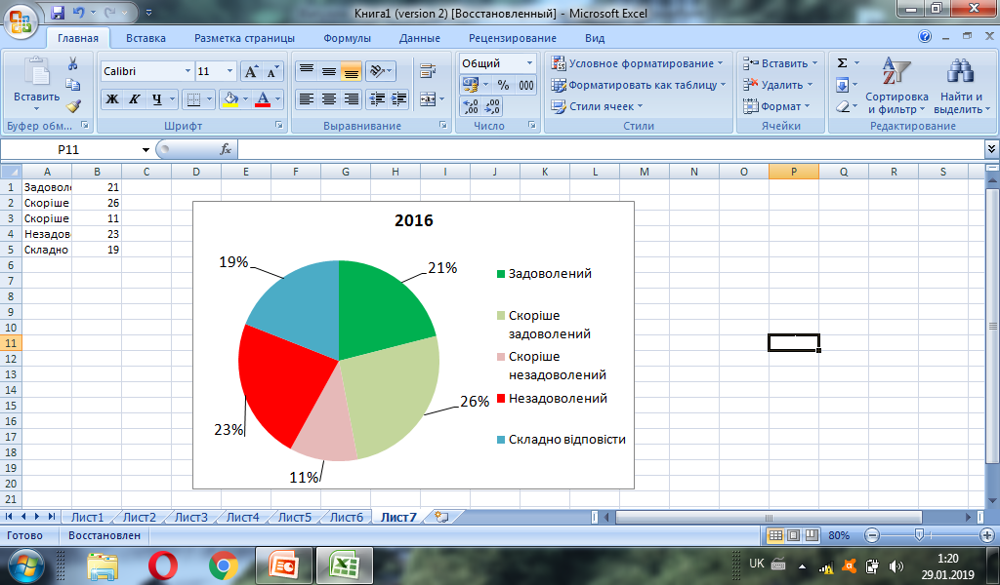 Книга1 (version 2) [Восстановленный] - Microsoft Excel
Главная Вставка Разметка страницы Формулы Данные Рецензирование Вид
Вставить
Calibri 11
Ж К Ч
Общий
% 000
Условное форматирование
Форматировать как таблицу
Стили ячеек
Вставить
Удалить
Формат
Σ
Сортировка и фильтр
Найти и выделить
Буфер обм... Шрифт Выравнивание Число Стили Ячейки Редактирование
P11 fx
A B C D E F G H I J K L M N O P Q R S
1 Задовол 21
2 Скоріше 26
3 Скоріше 11
4 Незадов 23
5 Складно 19
6
7
8
9
10
11
12
13
14
15
16
17
18
19
20
21
2016
19%
21%
26%
23%
11%
Задоволений
Скоріше
задоволений
Скоріше
незадоволений
Незадоволений
Складно відповісти
Лист1 Лист2 Лист3 Лист4 Лист5 Лист6 Лист7
Готово Восстановлен 80%
UK
1:20
29.01.2019